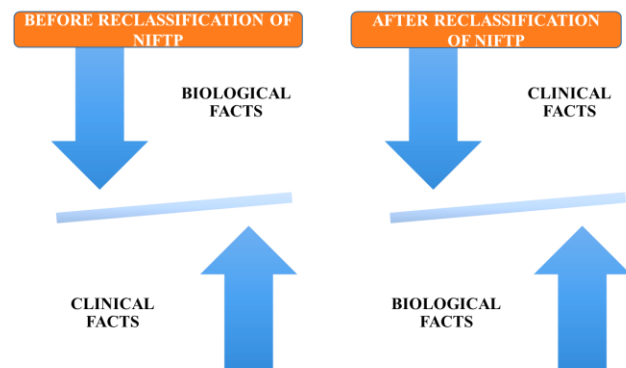 BEFORE RECLASSIFICATION OF
NIFTP
BIOLOGICAL
FACTS
CLINICAL
FACTS
AFTER RECLASSIFICATION
OF NIFTP
CLINICAL
FACTS
BIOLOGICAL
FACTS